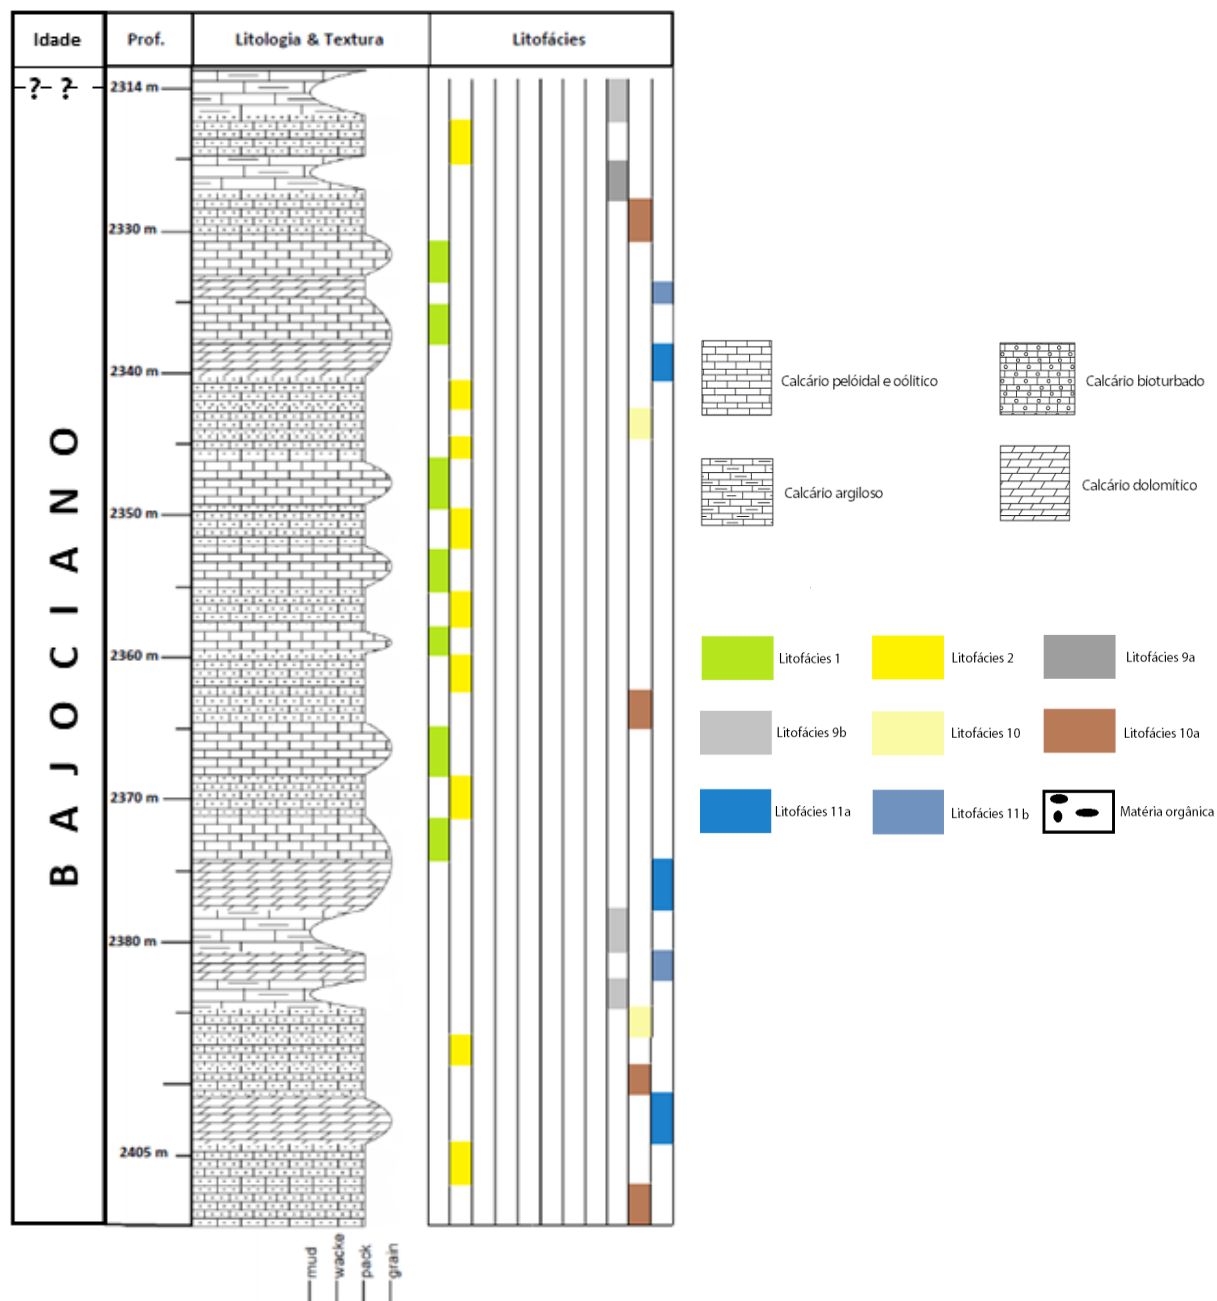 Idade Prof. Litologia & Textura Litofácies
? ?
2314 m
2330 m
2340 m
2350 m
2360 m
2370 m
2380 m
2405 m
BAJOCIANO
mud wacke pack grain
Calcário pelóidal e oólitico
Calcário bioturbado
Calcário argiloso
Calcário dolomítico
Litofácies 1
Litofácies 2
Litofácies 9a
Litofácies 9b
Litofácies 10
Litofácies 10a
Litofácies 11a
Litofácies 11b
Matéria orgânica